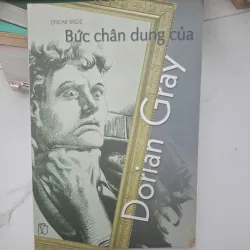 OSCAR WILDE
Bức chân dung của
Dorian Gray